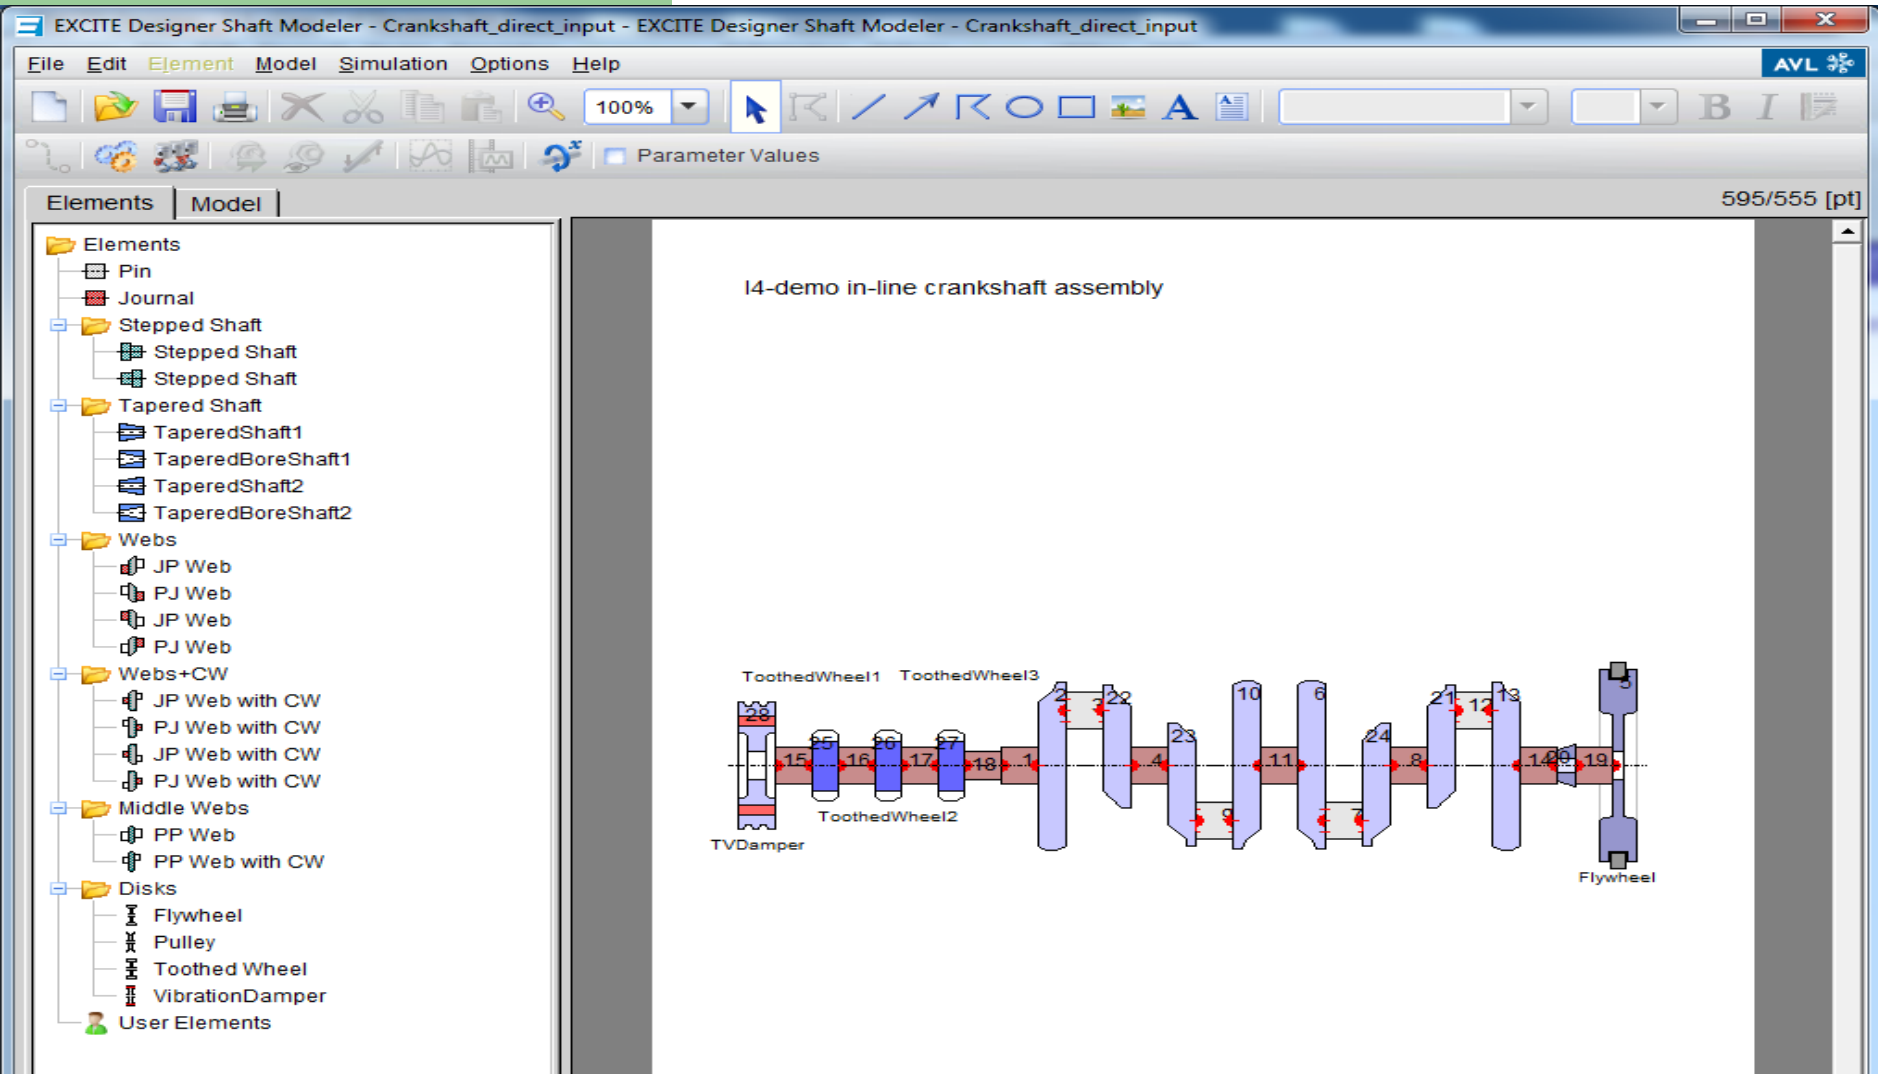 EXCITE Designer Shaft Modeler - Crankshaft_direct_input - EXCITE Designer Shaft Modeler - Crankshaft_direct_input
File Edit Element Model Simulation Options Help
AVL
100%
A B I
Parameter Values
Elements Model
595/555 [pt]
Elements
Pin
Journal
Stepped Shaft
Stepped Shaft
Stepped Shaft
Tapered Shaft
TaperedShaft1
TaperedBoreShaft1
TaperedShaft2
TaperedBoreShaft2
Webs
JP Web
PJ Web
JP Web
PJ Web
Webs+CW
JP Web with CW
PJ Web with CW
JP Web with CW
PJ Web with CW
Middle Webs
PP Web
PP Web with CW
Disks
Flywheel
Pulley
Toothed Wheel
VibrationDamper
User Elements
I4-demo in-line crankshaft assembly
ToothedWheel1 ToothedWheel3
2 3 22 10 6 21 12 13 5
28 25 26 27 23 24
15 16 17 18 1 4 11 8 14 20 19
9 7
ToothedWheel2
TVDamper
Flywheel